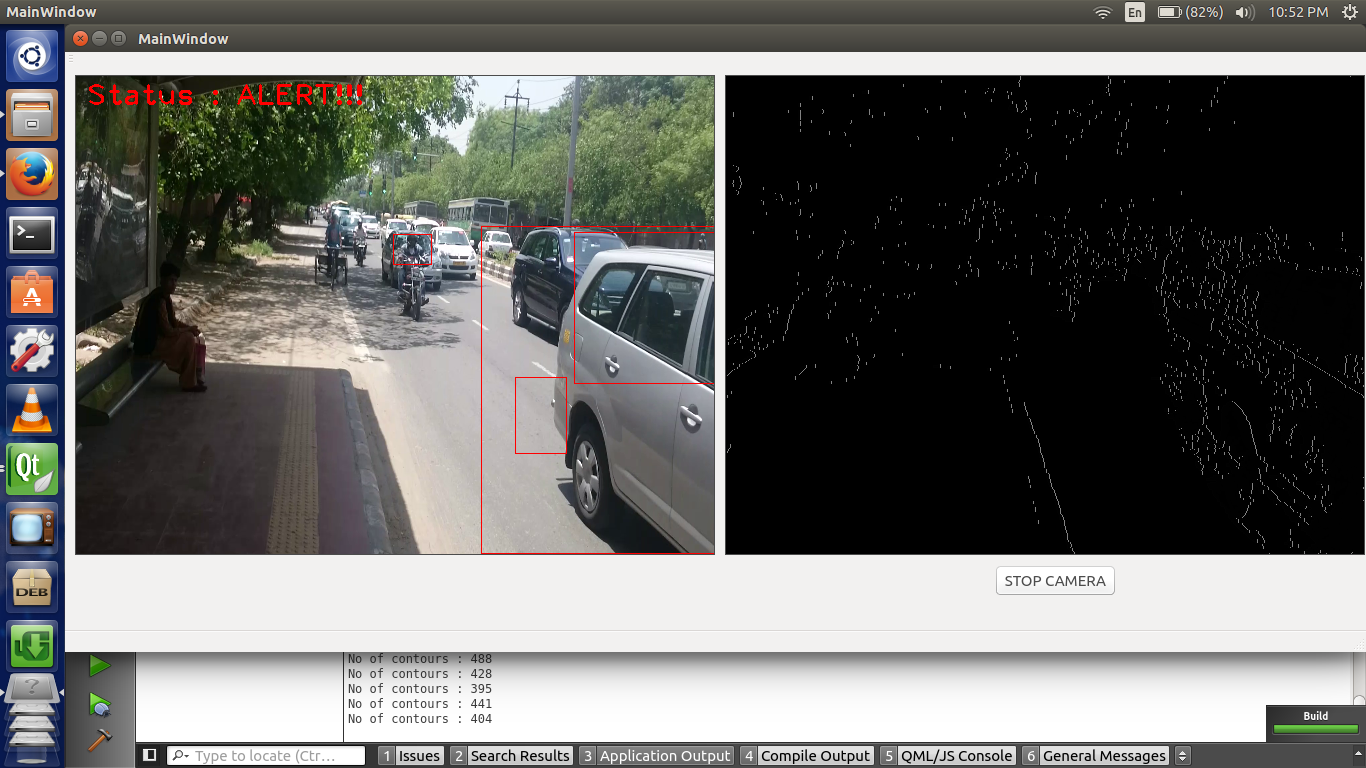 MainWindow
En
(82%)
10:52 PM
MainWindow
Status : ALERT!!!
STOP CAMERA
Qt
DEB
No of contours : 488
No of contours : 428
No of contours : 395
No of contours : 441
No of contours : 404
Build
Type to locate (Ctr...
1 Issues
2 Search Results
3 Application Output
4 Compile Output
5 QML/JS Console
6 General Messages